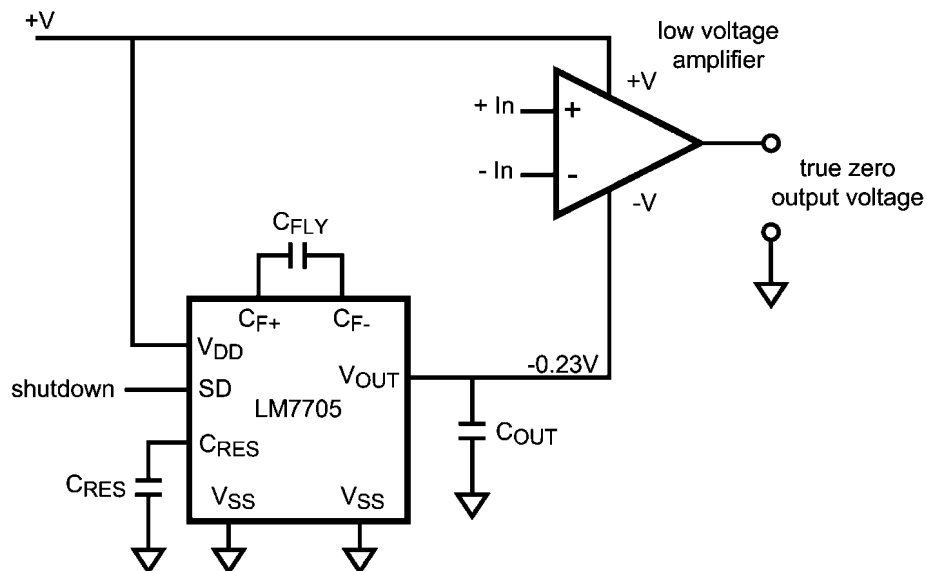 +V
low voltage
amplifier
+V
+ In
+
- In
-
-V
true zero
output voltage
CFLY
CF+
CF-
VDD
shutdown
SD
VOUT
-0.23V
LM7705
CRES
CRES
COUT
VSS
VSS